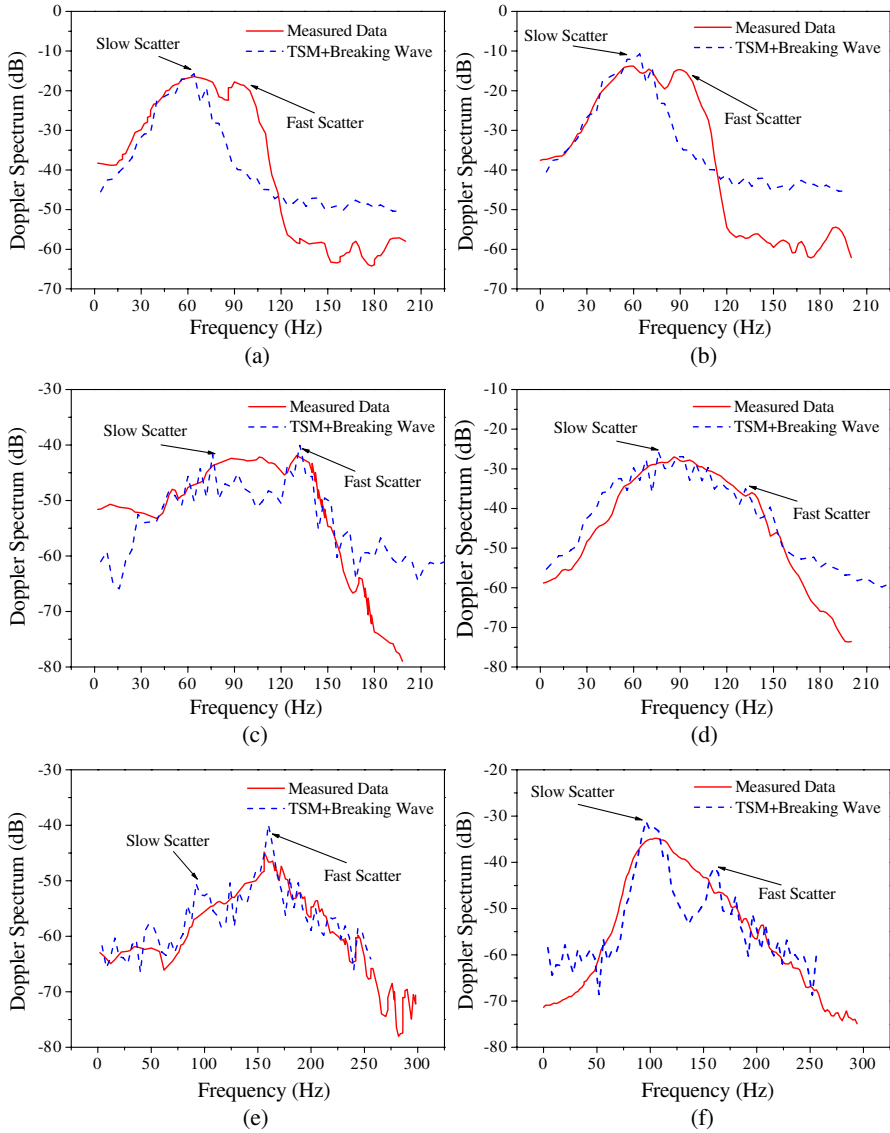 0
-10
-20
-30
-40
-50
-60
-70
Doppler Spectrum (dB)
Slow Scatter
Measured Data
TSM+Breaking Wave
Fast Scatter
0 30 60 90 120 150 180 210
Frequency (Hz)
(a)
0
-10
-20
-30
-40
-50
-60
-70
Doppler Spectrum (dB)
Slow Scatter
Measured Data
TSM+Breaking Wave
Fast Scatter
0 30 60 90 120 150 180 210
Frequency (Hz)
(b)
-30
-40
-50
-60
-70
-80
Doppler Spectrum (dB)
Slow Scatter
Measured Data
TSM+Breaking Wave
Fast Scatter
0 30 60 90 120 150 180 210
Frequency (Hz)
(c)
-10
-20
-30
-40
-50
-60
-70
-80
Doppler Spectrum (dB)
Slow Scatter
Measured Data
TSM+Breaking Wave
Fast Scatter
0 30 60 90 120 150 180 210
Frequency (Hz)
(d)
-30
-40
-50
-60
-70
-80
Doppler Spectrum (dB)
Slow Scatter
Measured Data
TSM+Breaking Wave
Fast Scatter
0 50 100 150 200 250 300
Frequency (Hz)
(e)
-20
-30
-40
-50
-60
-70
-80
Doppler Spectrum (dB)
Slow Scatter
Measured Data
TSM+Breaking Wave
Fast Scatter
0 50 100 150 200 250 300
Frequency (Hz)
(f)